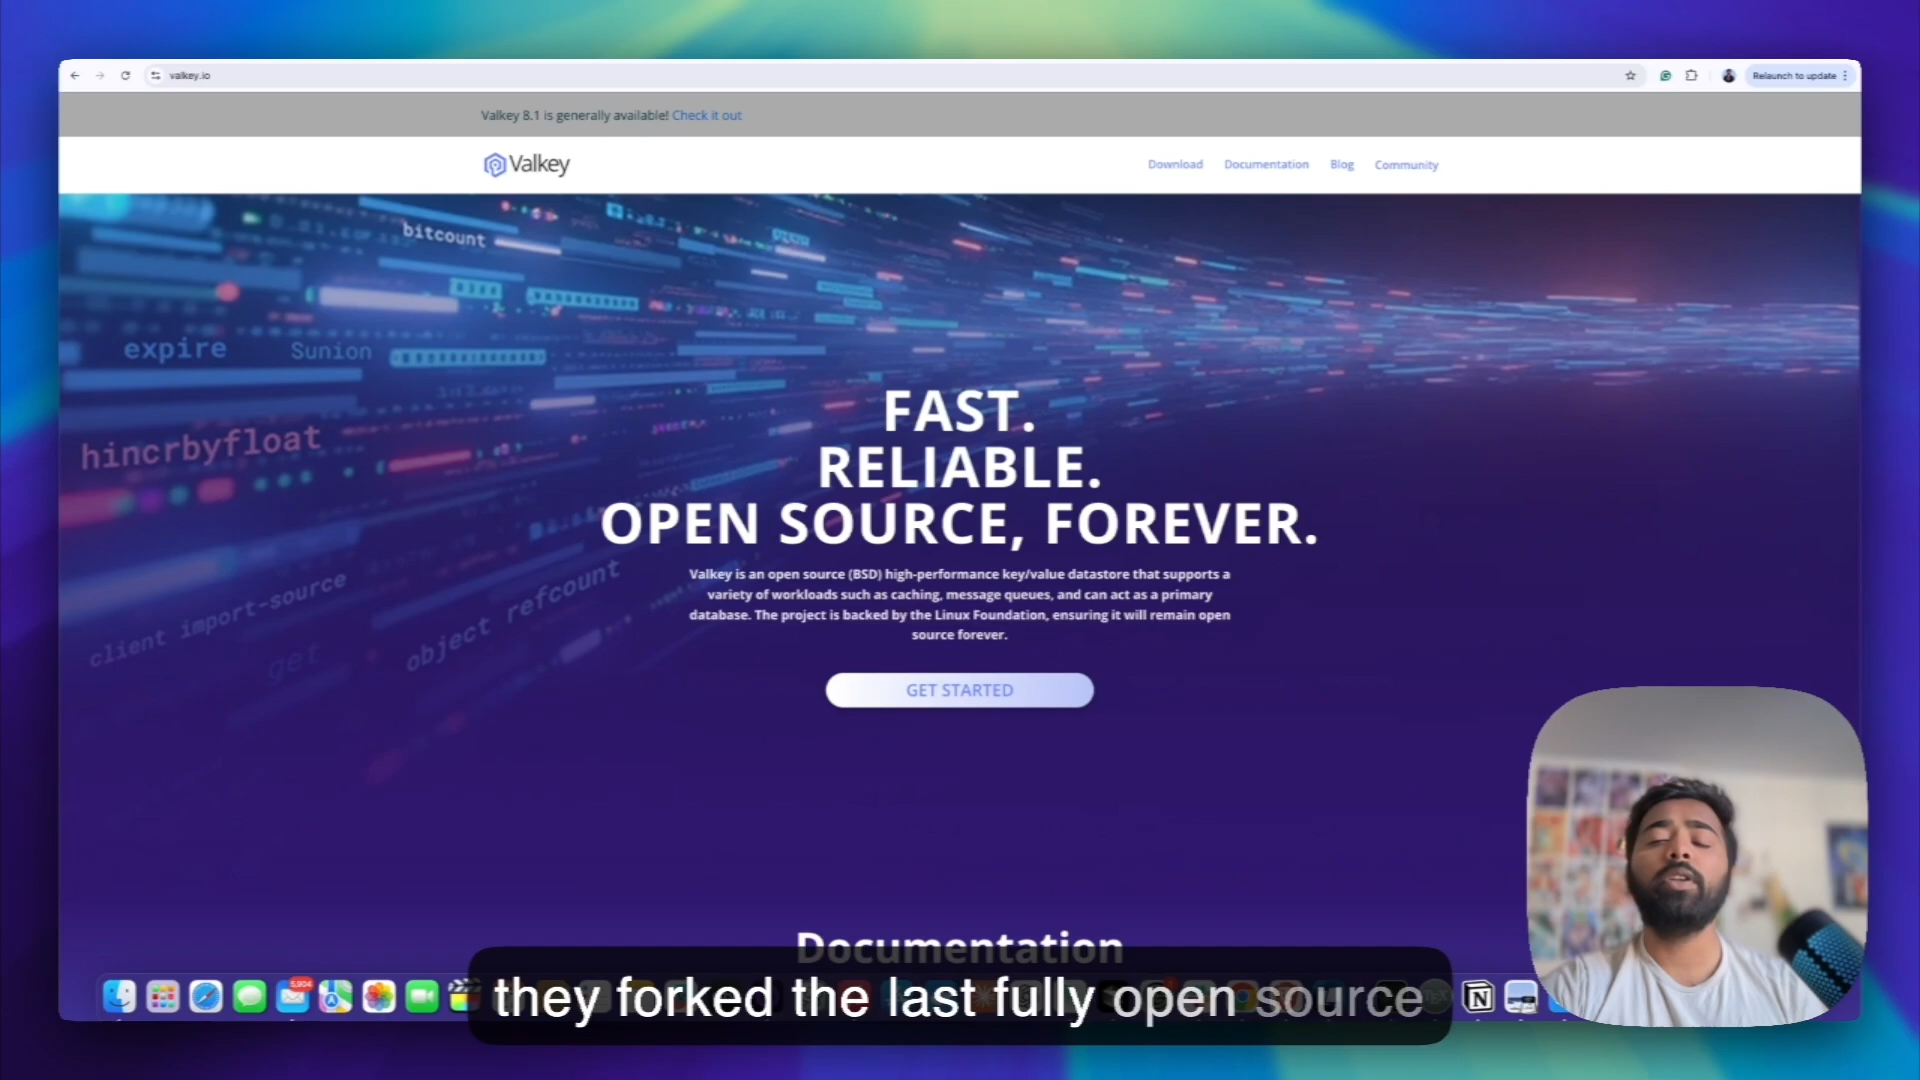 valkey.io
Relaunch to update
Valkey 8.1 is generally available! Check it out
Valkey
Download Documentation Blog Community
bitcount
expire Sunion
hincrbyfloat
client import-source
get
object refcount
FAST.
RELIABLE.
OPEN SOURCE, FOREVER.
Valkey is an open source (BSD) high-performance key/value datastore that supports a
variety of workloads such as caching, message queues, and can act as a primary
database. The project is backed by the Linux Foundation, ensuring it will remain open
source forever.
GET STARTED
Documentation
5,904
they forked the last fully open source